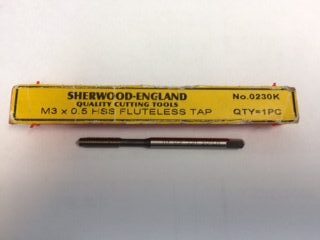 SHERWOOD-ENGLAND No.0230K
QUALITY CUTTING TOOLS
M3 x 0.5 HSS FLUTELESS TAP QTY=1PC